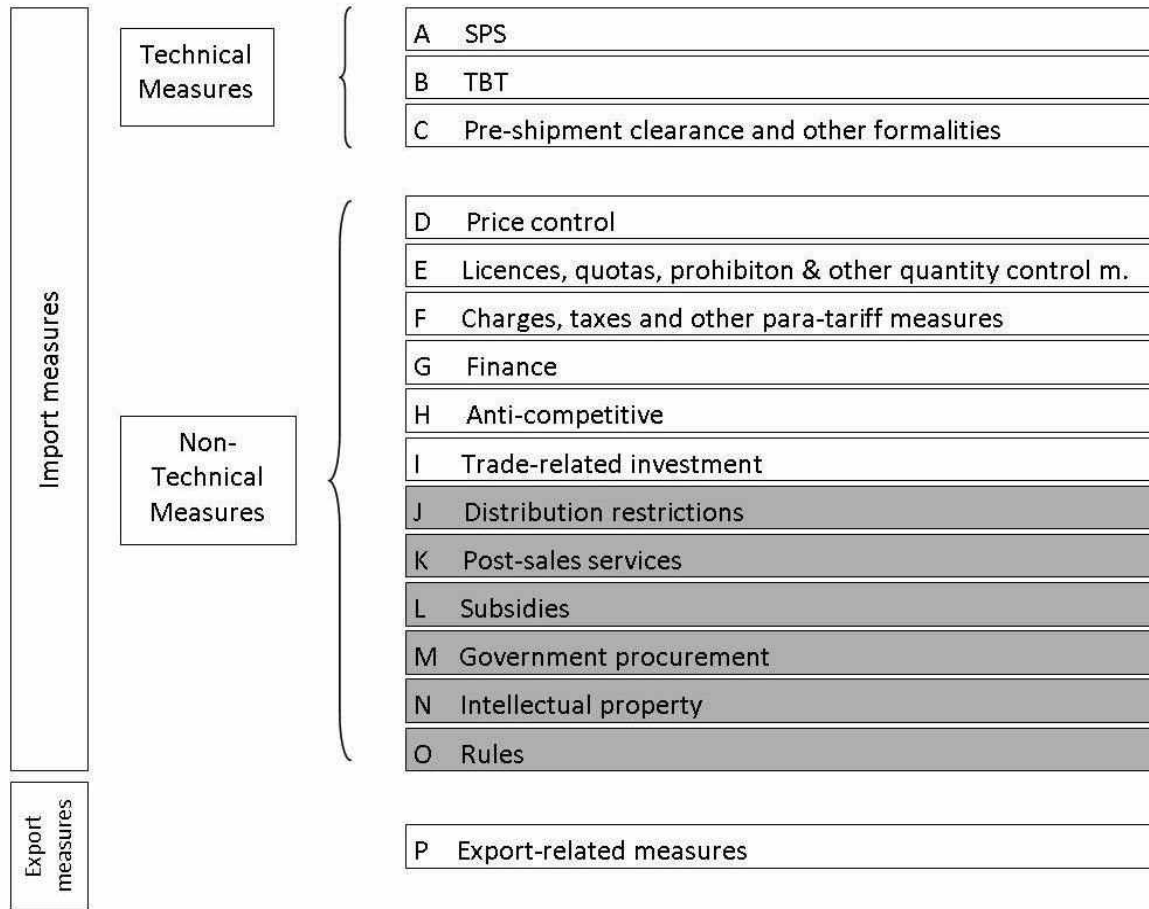 Import measures
Technical
Measures
A SPS
B TBT
C Pre-shipment clearance and other formalities
Non-
Technical
Measures
D Price control
E Licences, quotas, prohibiton & other quantity control m.
F Charges, taxes and other para-tariff measures
G Finance
H Anti-competitive
I Trade-related investment
J Distribution restrictions
K Post-sales services
L Subsidies
M Government procurement
N Intellectual property
O Rules
Export
measures
P Export-related measures